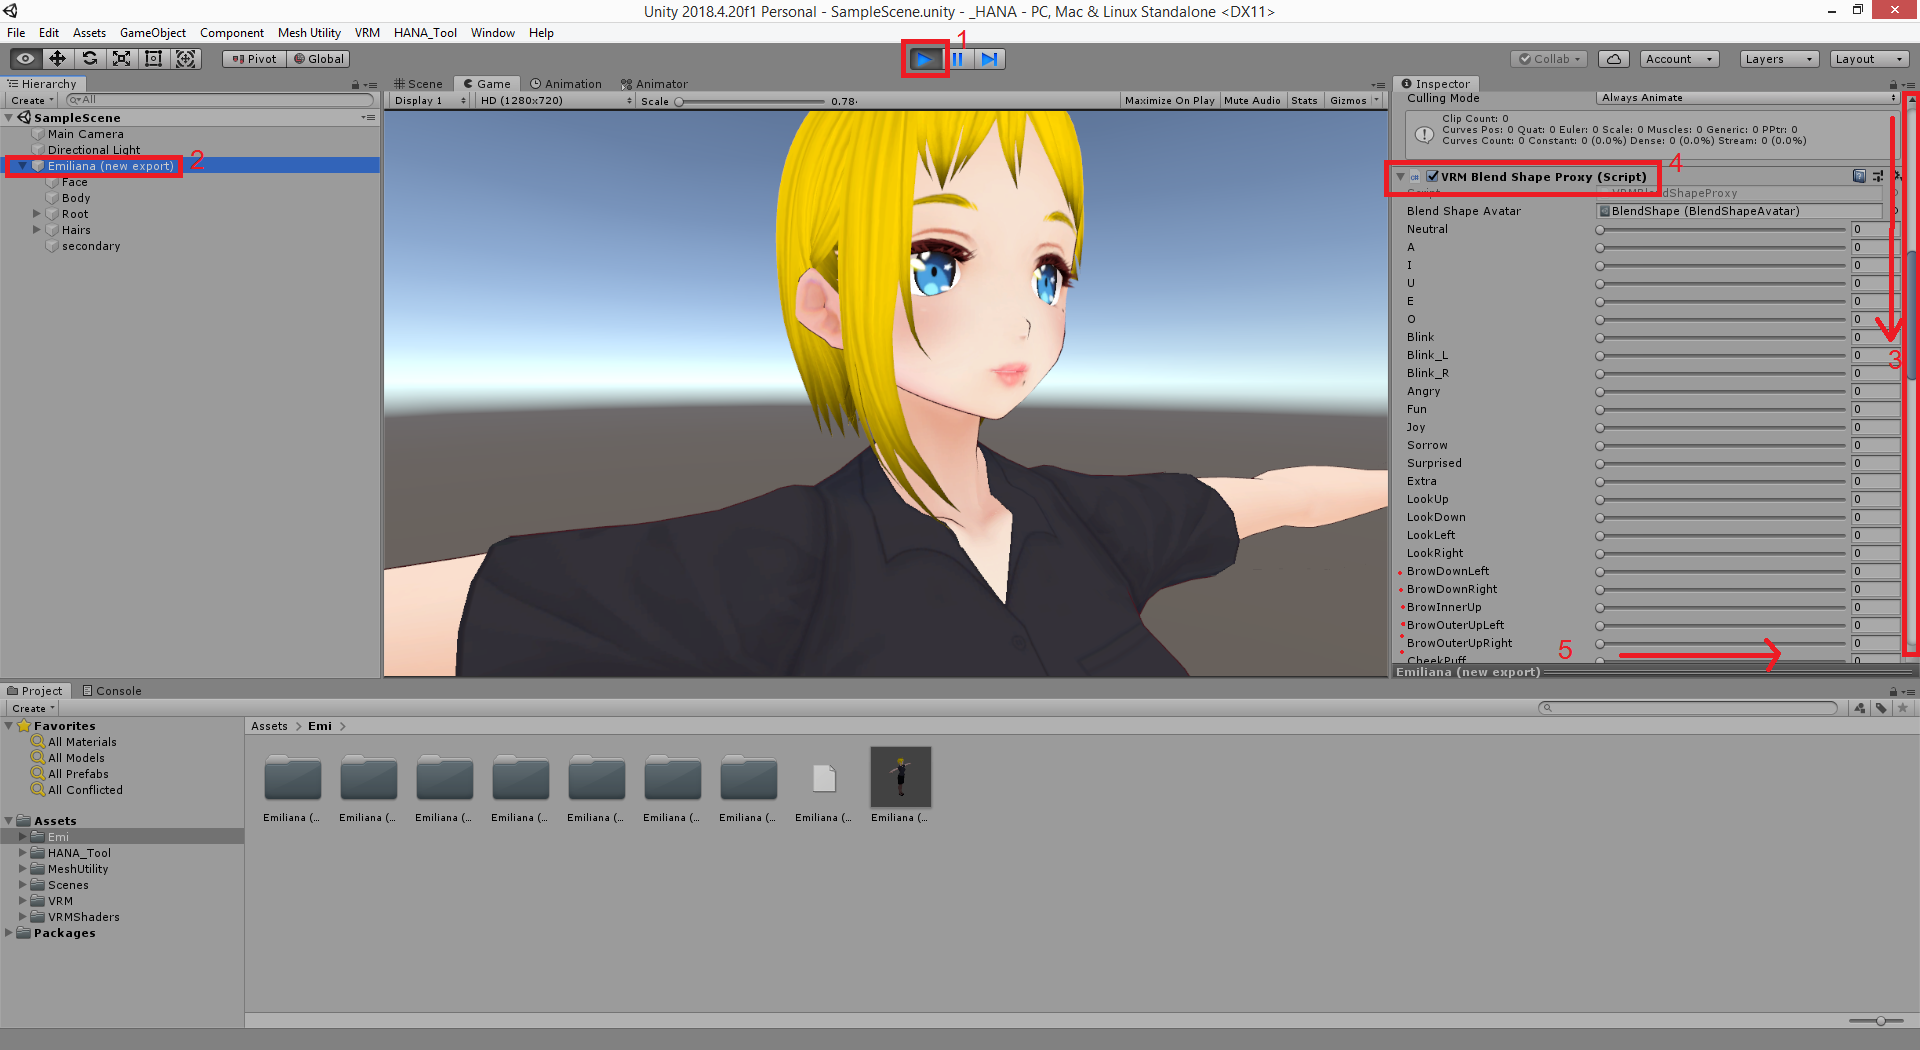 Unity 2018.4.20f1 Personal - SampleScene.unity - _HANA - PC, Mac & Linux Standalone <DX11>
File Edit Assets GameObject Component Mesh Utility VRM HANA_Tool Window Help
1
Pivot Global
Collab Account Layers Layout
Hierarchy
Create All
SampleScene
Main Camera
Directional Light
Emiliana (new export) 2
Face
Body
Root
Hairs
secondary
Scene Game Animation Animator
Display 1 HD (1280x720) Scale 0.78 Maximize On Play Mute Audio Stats Gizmos
Inspector
Culling Mode Always Animate
Clip Count: 0
Curves Pos: 0 Quat: 0 Euler: 0 Scale: 0 Muscles: 0 Generic: 0 PPtr: 0
Curves Count: 0 Constant: 0 (0.0%) Dense: 0 (0.0%) Stream: 0 (0.0%)
4
VRM Blend Shape Proxy (Script)
Blend Shape Avatar BlendShape (BlendShapeAvatar)
Neutral 0
A 0
I 0
U 0
E 0
O 0
Blink 0
Blink_L 0
3
Blink_R 0
Angry 0
Fun 0
Joy 0
Sorrow 0
Surprised 0
Extra 0
LookUp 0
LookDown 0
LookLeft 0
LookRight 0
BrowDownLeft 0
BrowDownRight 0
BrowInnerUp 0
BrowOuterUpLeft 0
BrowOuterUpRight 0
5
CheekPuff 0
Emiliana (new export)
Project Console
Create
Favorites
All Materials
All Models
All Prefabs
All Conflicted
Assets
Emi
HANA_Tool
MeshUtility
Scenes
VRM
VRMShaders
Packages
Assets > Emi >
Emiliana (... Emiliana (... Emiliana (... Emiliana (... Emiliana (... Emiliana (... Emiliana (... Emiliana (... Emiliana (...